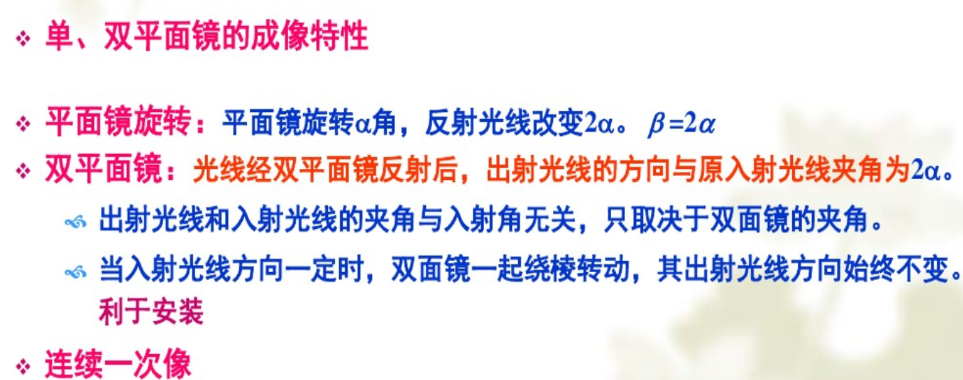 单、双平面镜的成像特性
平面镜旋转：平面镜旋转α角，反射光线改变2α。β=2α
双平面镜：光线经双平面镜反射后，出射光线的方向与原入射光线夹角为2α。
出射光线和入射光线的夹角与入射角无关，只取决于双面镜的夹角。
当入射光线方向一定时，双面镜一起绕棱转动，其出射光线方向始终不变。
利于安装
连续一次像